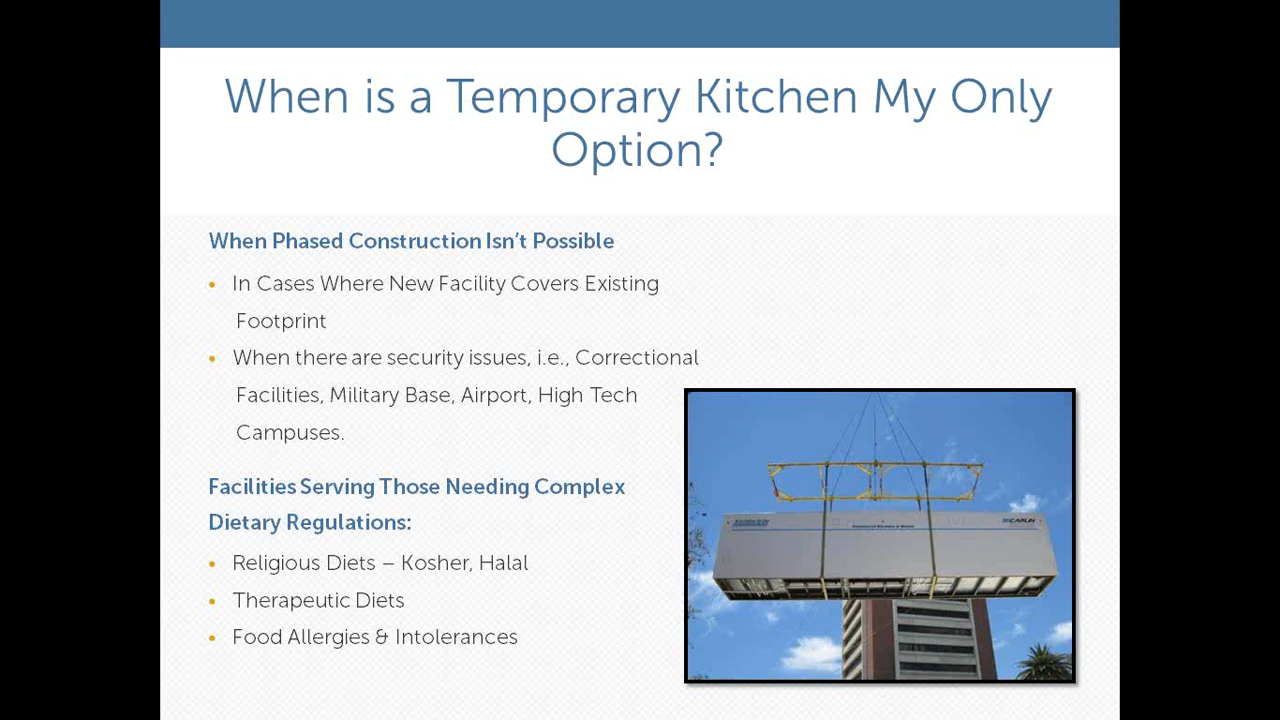 When is a Temporary Kitchen My Only
Option?
When Phased Construction Isn't Possible
• In Cases Where New Facility Covers Existing
Footprint
• When there are security issues, i.e., Correctional
Facilities, Military Base, Airport, High Tech
Campuses.
Facilities Serving Those Needing Complex
Dietary Regulations:
• Religious Diets – Kosher, Halal
• Therapeutic Diets
• Food Allergies & Intolerances
CARLIN